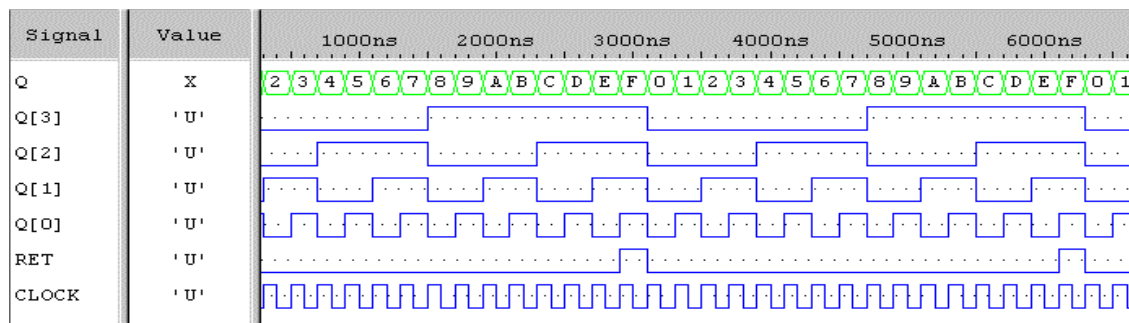 Signal Value 1000ns 2000ns 3000ns 4000ns 5000ns 6000ns
Q X 2 3 4 5 6 7 8 9 A B C D E F 0 1 2 3 4 5 6 7 8 9 A B C D E F 0 1
Q[3] 'U'
Q[2] 'U'
Q[1] 'U'
Q[0] 'U'
RET 'U'
CLOCK 'U'